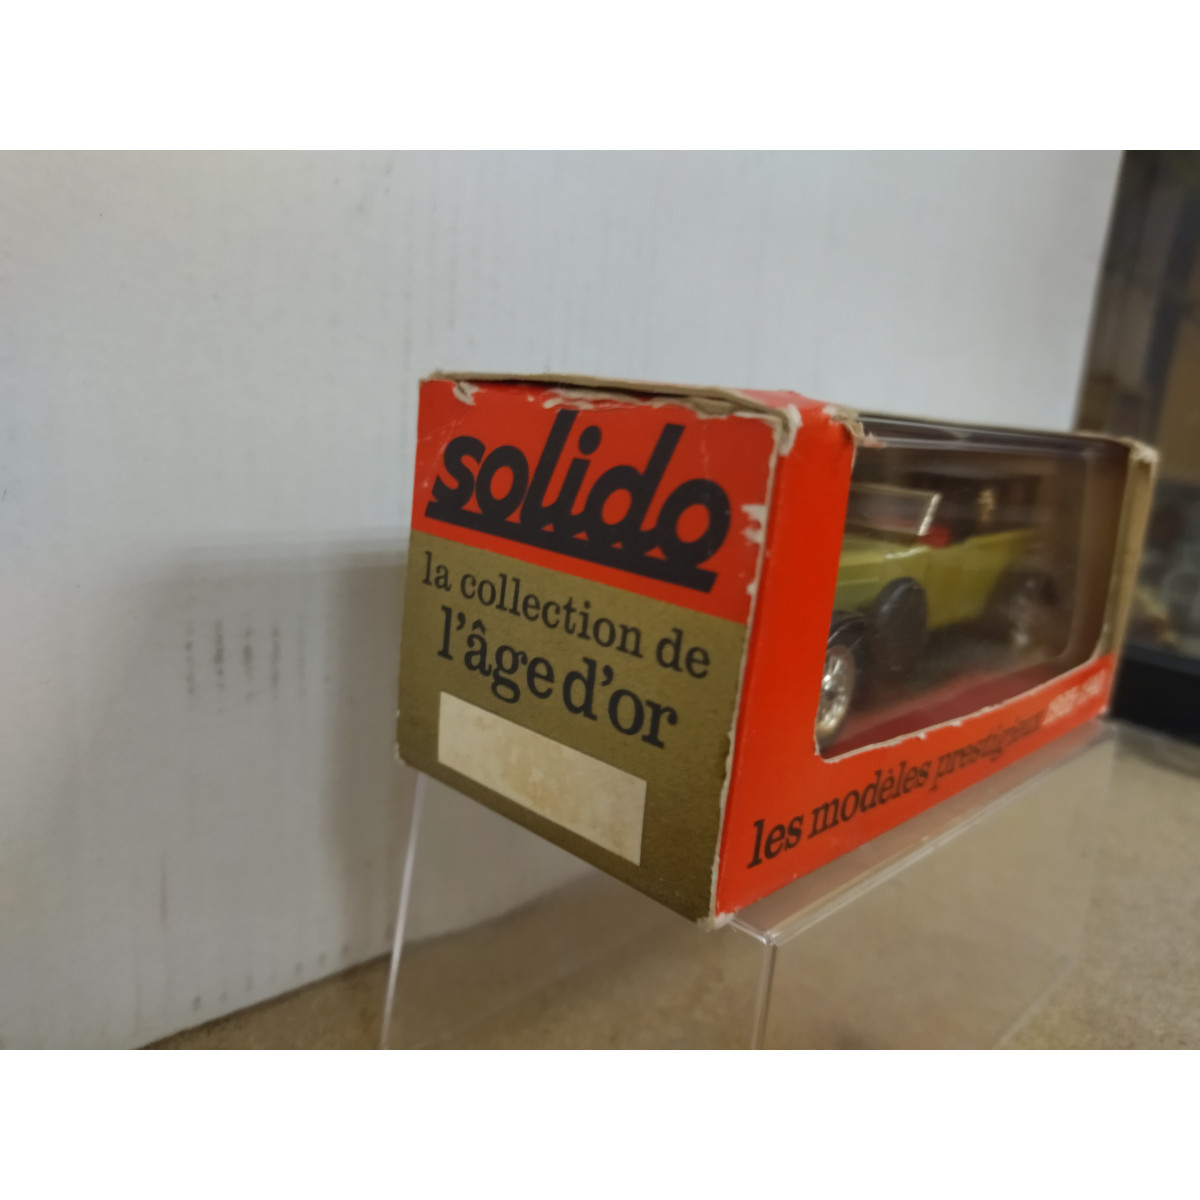 solido
la collection de
l'âge d'or
les modèles prestigieux